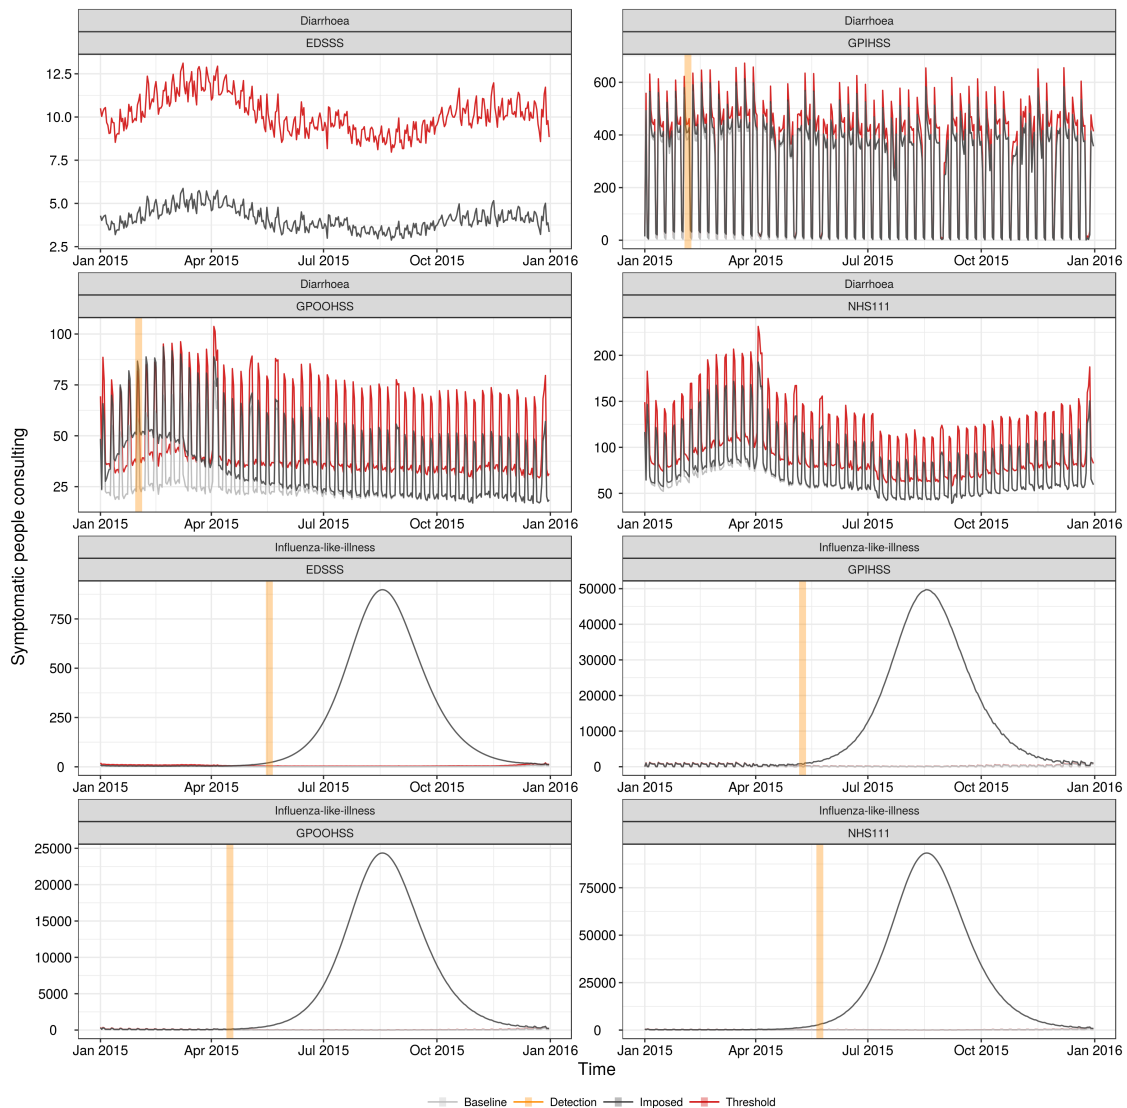 Diarrhoea
EDSSS
12.5
10.0
7.5
5.0
2.5
Jan 2015 Apr 2015 Jul 2015 Oct 2015 Jan 2016
Diarrhoea
GPIHSS
600
400
200
0
Jan 2015 Apr 2015 Jul 2015 Oct 2015 Jan 2016
Diarrhoea
GPOOHSS
100
75
50
25
Jan 2015 Apr 2015 Jul 2015 Oct 2015 Jan 2016
Diarrhoea
NHS111
200
150
100
50
Jan 2015 Apr 2015 Jul 2015 Oct 2015 Jan 2016
Symptomatic people consulting
Influenza-like-illness
EDSSS
750
500
250
0
Jan 2015 Apr 2015 Jul 2015 Oct 2015 Jan 2016
Influenza-like-illness
GPIHSS
50000
40000
30000
20000
10000
0
Jan 2015 Apr 2015 Jul 2015 Oct 2015 Jan 2016
Influenza-like-illness
GPOOHSS
25000
20000
15000
10000
5000
0
Jan 2015 Apr 2015 Jul 2015 Oct 2015 Jan 2016
Influenza-like-illness
NHS111
75000
50000
25000
0
Jan 2015 Apr 2015 Jul 2015 Oct 2015 Jan 2016
Time
Baseline Detection Imposed Threshold